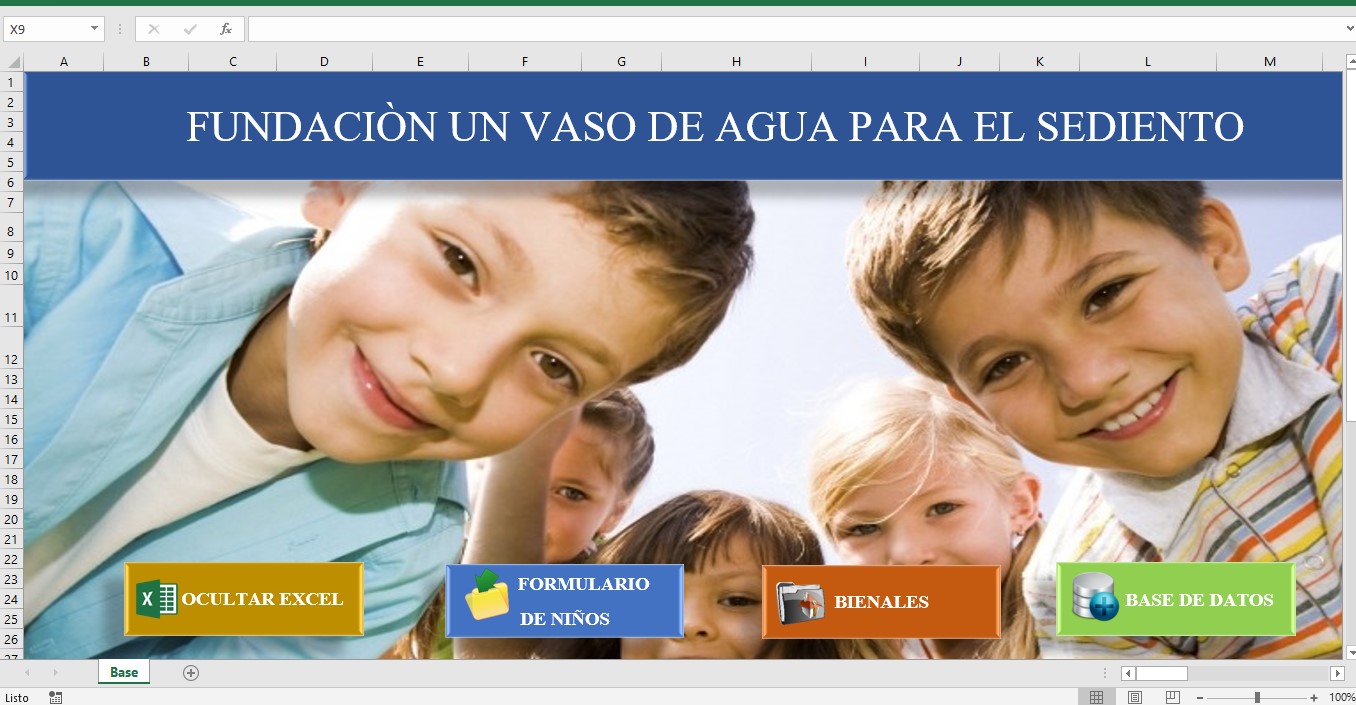 X9
fx
A B C D E F G H I J K L M
1
2
3
4
5
6
7
8
9
10
11
12
13
14
15
16
17
18
19
20
21
22
23
24
25
26
27
FUNDACIÒN UN VASO DE AGUA PARA EL SEDIENTO
X OCULTAR EXCEL
FORMULARIO
DE NIÑOS
BIENALES
BASE DE DATOS
Base
Listo
100%